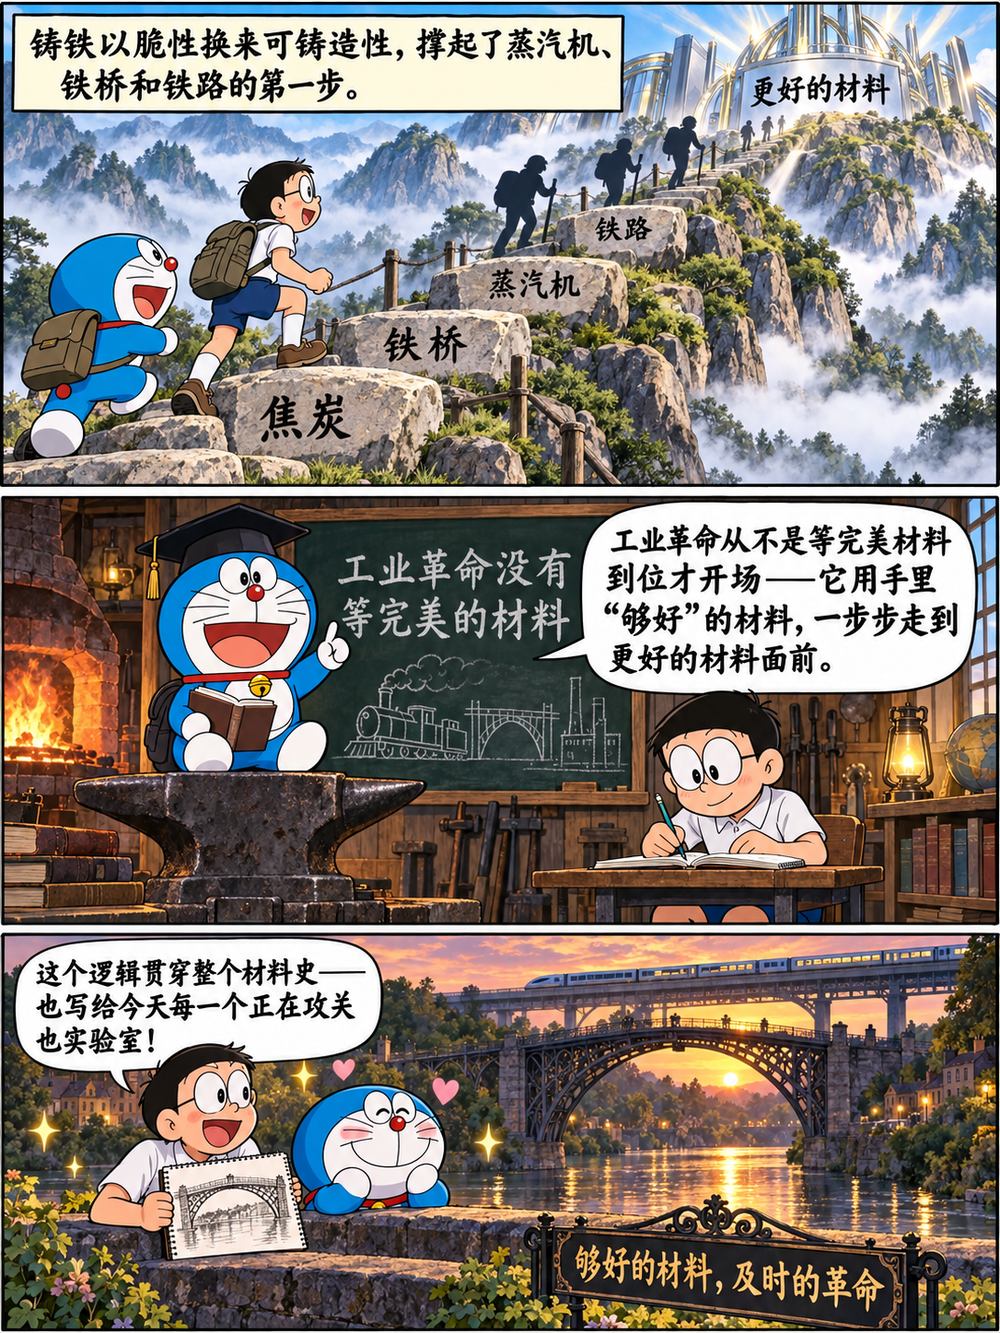 铸铁以脆性换来可铸造性，撑起了蒸汽机、
铁桥和铁路的第一步。
更好的材料
铁路
蒸汽机
铁桥
焦炭
工业革命没有
等完美的材料
工业革命从不是等完美材料
到位才开场——它用手里
“够好”的材料，一步步走到
更好的材料面前。
这个逻辑贯穿整个材料史——
也写给今天每一个正在攻关
也实验室！
够好的材料，及时的革命